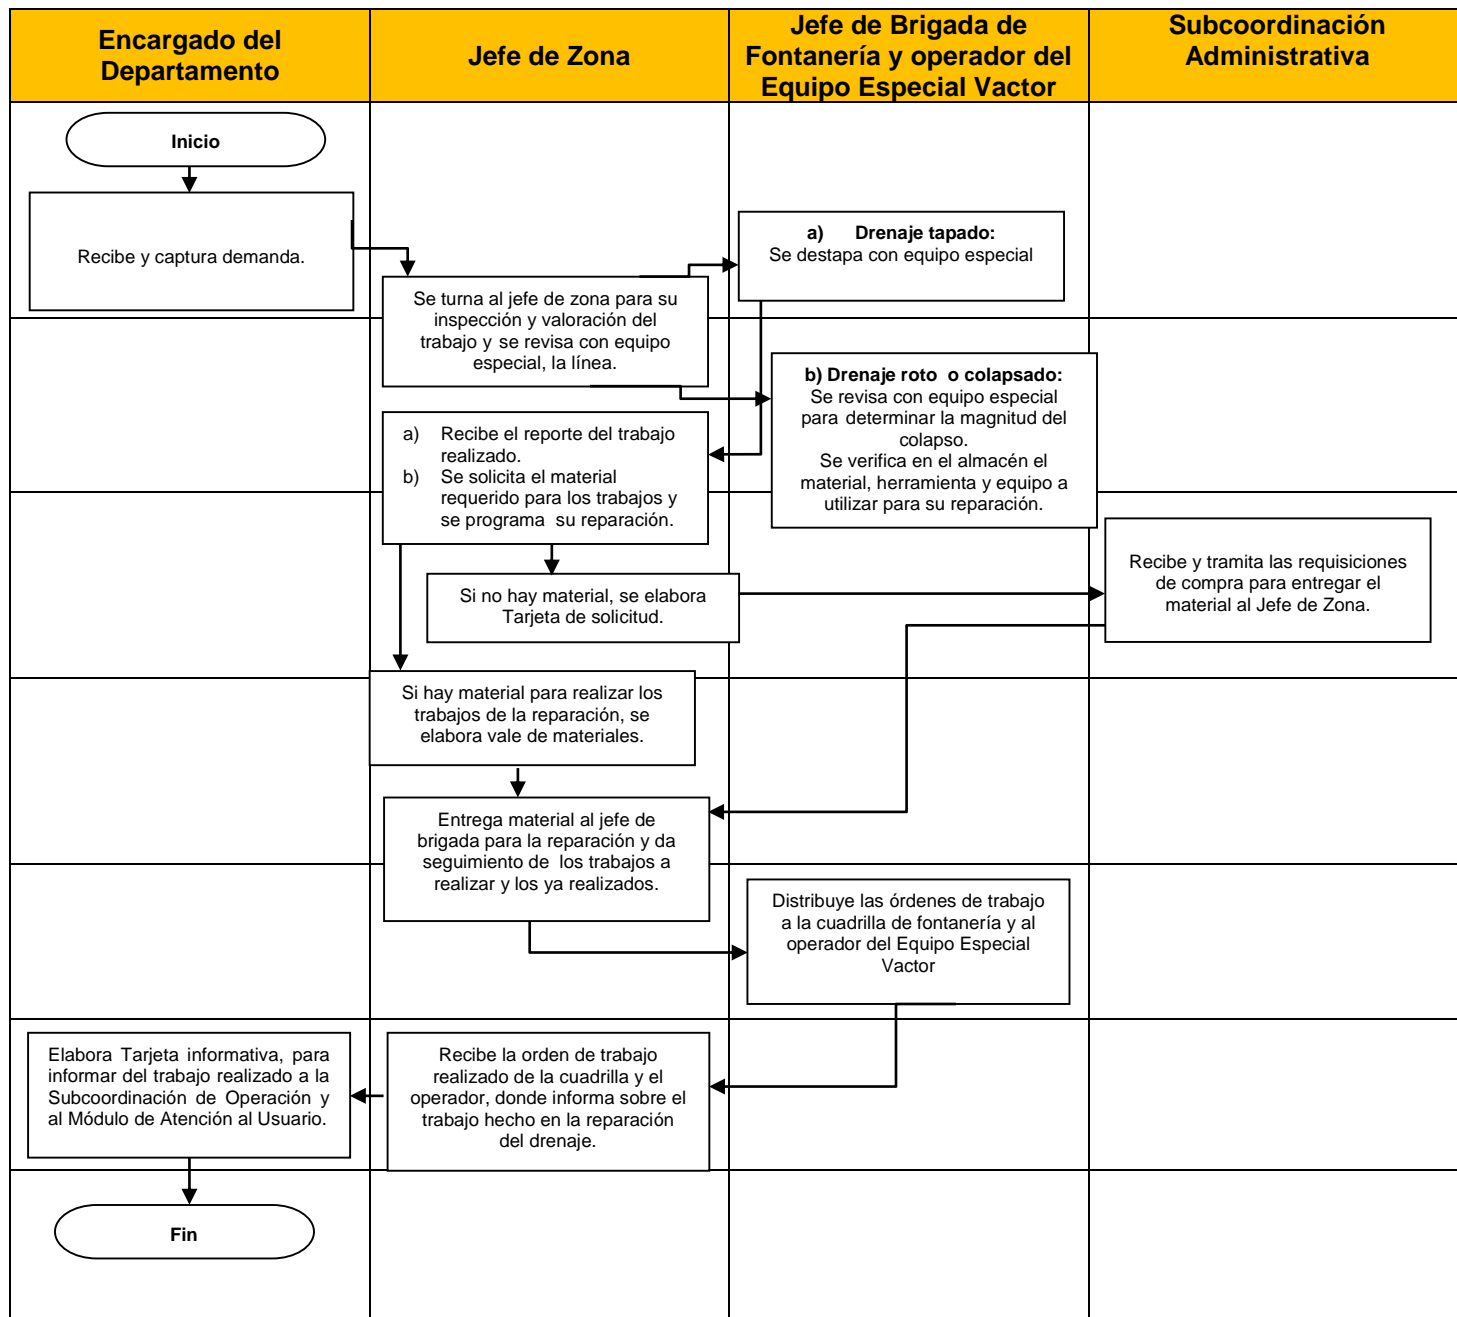 Encargado del
Departamento
Jefe de Zona
Jefe de Brigada de
Fontanería y operador del
Equipo Especial Vactor
Subcoordinación
Administrativa
Inicio
Recibe y captura demanda.
a) Drenaje tapado:
Se destapa con equipo especial
Se turna al jefe de zona para su
inspección y valoración del
trabajo y se revisa con equipo
especial, la línea.
b) Drenaje roto o colapsado:
Se revisa con equipo especial
para determinar la magnitud del
colapso.
Se verifica en el almacén el
material, herramienta y equipo a
utilizar para su reparación.
a) Recibe el reporte del trabajo
realizado.
b) Se solicita el material
requerido para los trabajos y
se programa su reparación.
Recibe y tramita las requisiciones
de compra para entregar el
material al Jefe de Zona.
Si no hay material, se elabora
Tarjeta de solicitud.
Si hay material para realizar los
trabajos de la reparación, se
elabora vale de materiales.
Entrega material al jefe de
brigada para la reparación y da
seguimiento de los trabajos a
realizar y los ya realizados.
Distribuye las órdenes de trabajo
a la cuadrilla de fontanería y al
operador del Equipo Especial
Vactor
Elabora Tarjeta informativa, para
informar del trabajo realizado a la
Subcoordinación de Operación y
al Módulo de Atención al Usuario.
Recibe la orden de trabajo
realizado de la cuadrilla y el
operador, donde informa sobre el
trabajo hecho en la reparación
del drenaje.
Fin